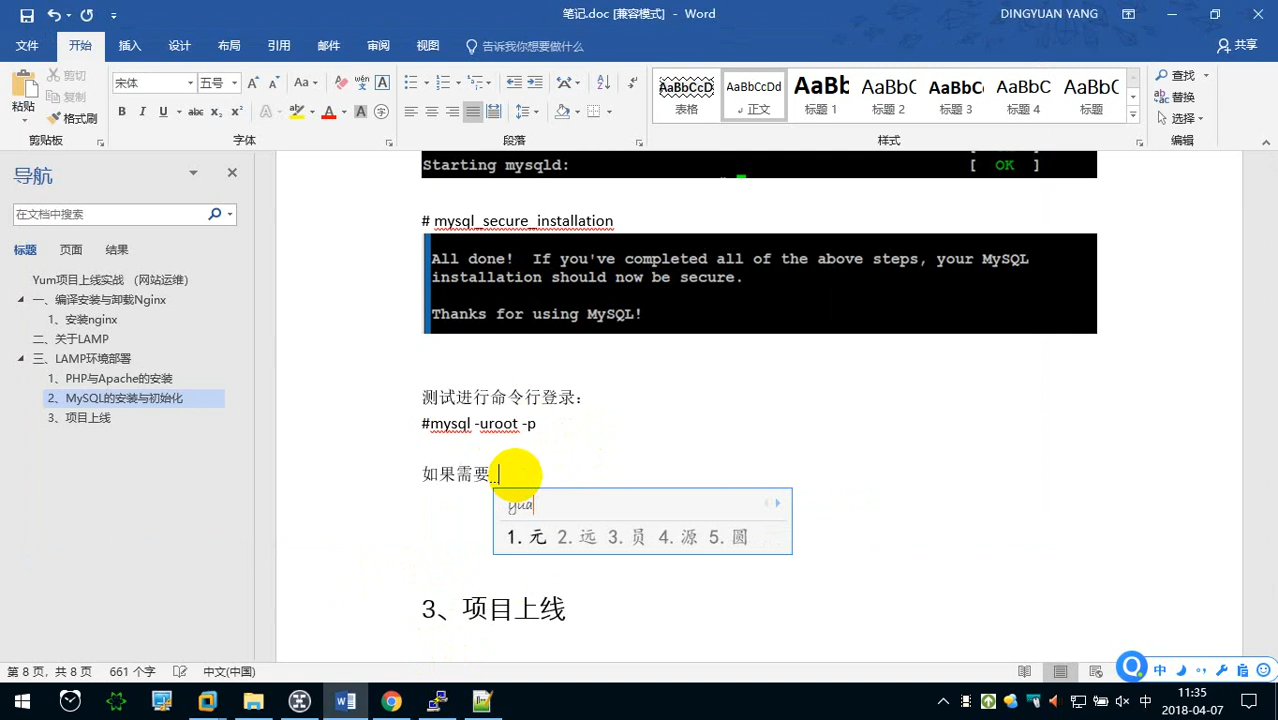 笔记.doc [兼容模式] - Word
DINGYUAN YANG
文件 开始 插入 设计 布局 引用 邮件 审阅 视图 告诉我你想要做什么 共享
粘贴
剪切
复制
格式刷
剪贴板
宋体 五号
字体
段落
AaBbCcD 表格
AaBbCcDd 正文
AaBb 标题 1
AaBbC 标题 2
AaBbC 标题 3
AaBbC 标题 4
AaBbC 标题
样式
查找
替换
选择
编辑
导航
在文档中搜索
标题 页面 结果
Yum项目上线实战 （网站运维）
一、编译安装与卸载Nginx
1、安装nginx
二、关于LAMP
三、LAMP环境部署
1、PHP与Apache的安装
2、MySQL的安装与初始化
3、项目上线
Starting mysqld: [ OK ]
# mysql_secure_installation
All done! If you've completed all of the above steps, your MySQL
installation should now be secure.
Thanks for using MySQL!
测试进行命令行登录：
#mysql -uroot -p
如果需要
yua
1. 元 2. 远 3. 员 4. 源 5. 圆
3、项目上线
第 8 页，共 8 页 661 个字 中文(中国)
中
中
11:35
2018-04-07